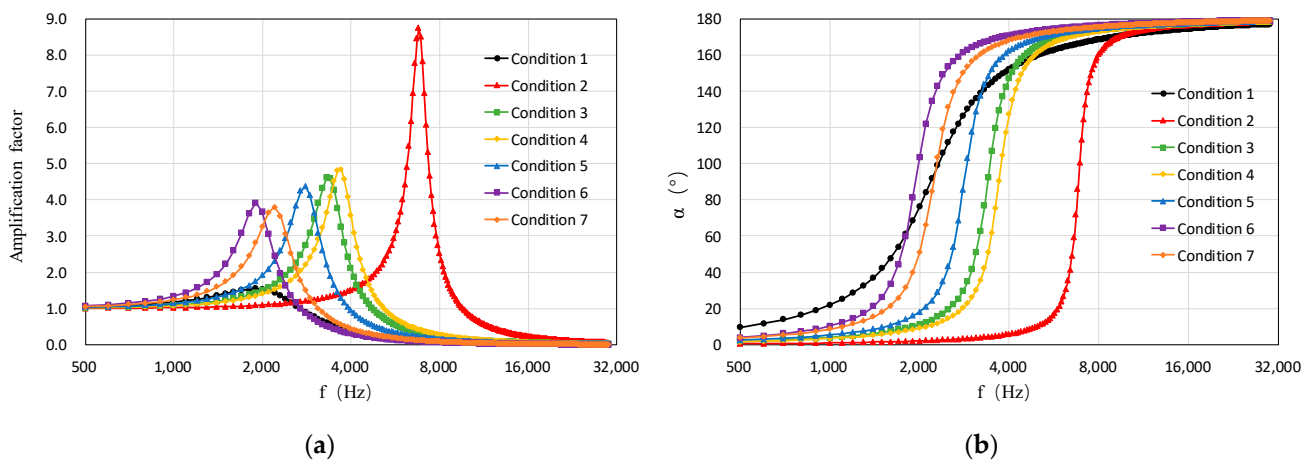 9.0
8.0
7.0
6.0
5.0
4.0
3.0
2.0
1.0
0.0
Amplification factor
Condition 1
Condition 2
Condition 3
Condition 4
Condition 5
Condition 6
Condition 7
500 1,000 2,000 4,000 8,000 16,000 32,000
f (Hz)
(a)
180
160
140
120
100
80
60
40
20
0
α (°)
Condition 1
Condition 2
Condition 3
Condition 4
Condition 5
Condition 6
Condition 7
500 1,000 2,000 4,000 8,000 16,000 32,000
f (Hz)
(b)